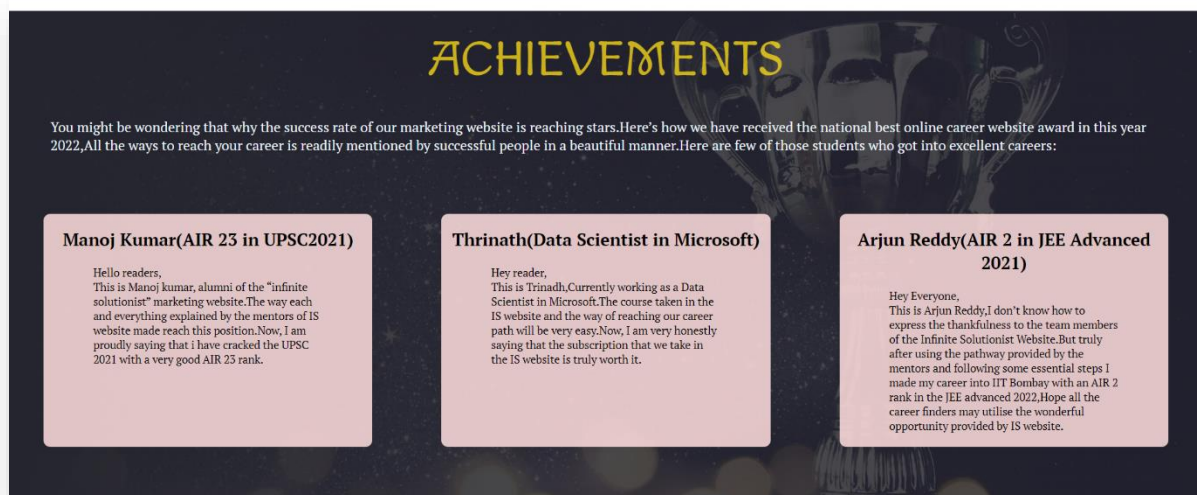 ACHIEVEMENTS
You might be wondering that why the success rate of our marketing website is reaching stars.Here’s how we have received the national best online career website award in this year
2022,All the ways to reach your career is readily mentioned by successful people in a beautiful manner.Here are few of those students who got into excellent careers:
Manoj Kumar(AIR 23 in UPSC2021)
Hello readers,
This is Manoj kumar, alumni of the “infinite
solutionist” marketing website.The way each
and everything explained by the mentors of IS
website made reach this position.Now, I am
proudly saying that i have cracked the UPSC
2021 with a very good AIR 23 rank.
Thrinath(Data Scientist in Microsoft)
Hey reader,
This is Trinadh,Currently working as a Data
Scientist in Microsoft.The course taken in the
IS website and the way of reaching our career
path will be very easy.Now, I am very honestly
saying that the subscription that we take in
the IS website is truly worth it.
Arjun Reddy(AIR 2 in JEE Advanced
2021)
Hey Everyone,
This is Arjun Reddy,I don’t know how to
express the thankfulness to the team members
of the Infinite Solutionist Website.But truly
after using the pathway provided by the
mentors and following some essential steps I
made my career into IIT Bombay with an AIR 2
rank in the JEE advanced 2022,Hope all the
career finders may utilise the wonderful
opportunity provided by IS website.